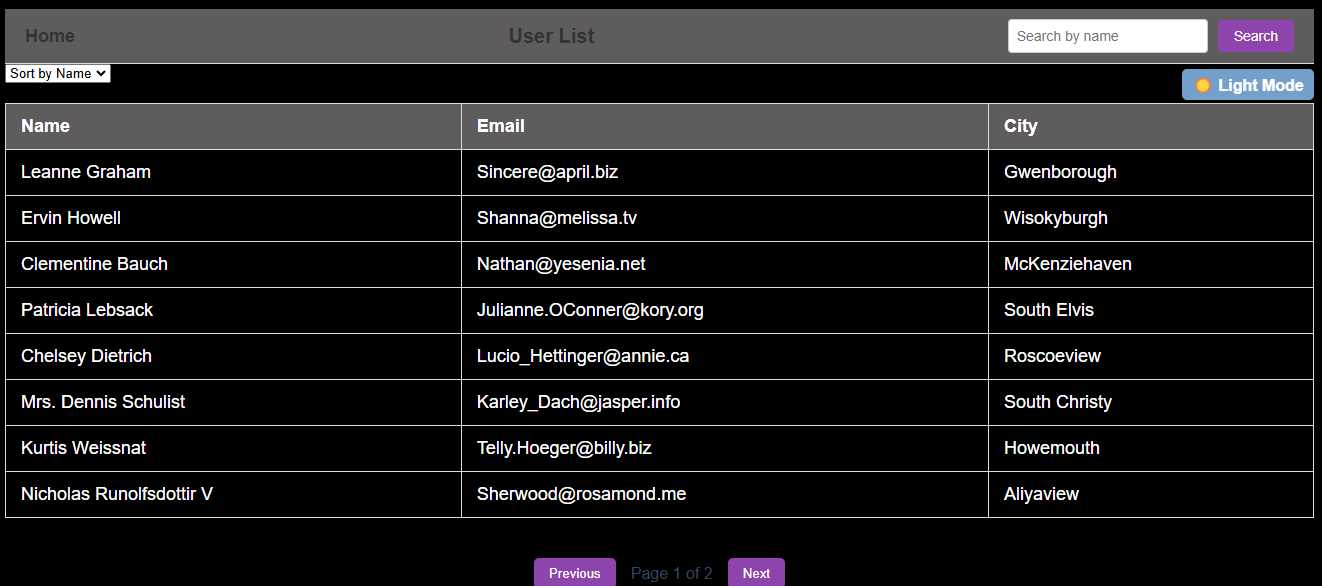 Home User List Search by name Search
Sort by Name
Light Mode
Name Email City
Leanne Graham Sincere@april.biz Gwenborough
Ervin Howell Shanna@melissa.tv Wisokyburgh
Clementine Bauch Nathan@yesenia.net McKenziehaven
Patricia Lebsack Julianne.OConner@kory.org South Elvis
Chelsey Dietrich Lucio_Hettinger@annie.ca Roscoeview
Mrs. Dennis Schulist Karley_Dach@jasper.info South Christy
Kurtis Weissnat Telly.Hoeger@billy.biz Howemouth
Nicholas Runolfsdottir V Sherwood@rosamond.me Aliyaview
Previous Page 1 of 2 Next